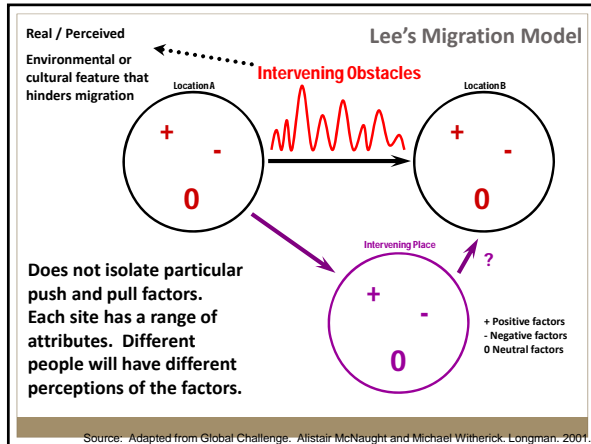 Lee's Migration Model
Real / Perceived
Environmental or
cultural feature that
hinders migration
Intervening Obstacles
Location A
+
-
0
Location B
+
-
0
Intervening Place
+
-
0
?
Does not isolate particular
push and pull factors.
Each site has a range of
attributes.  Different
people will have different
perceptions of the factors.
+ Positive factors
- Negative factors
0 Neutral factors
Source:  Adapted from Global Challenge.  Alistair McNaught and Michael Witherick. Longman. 2001.